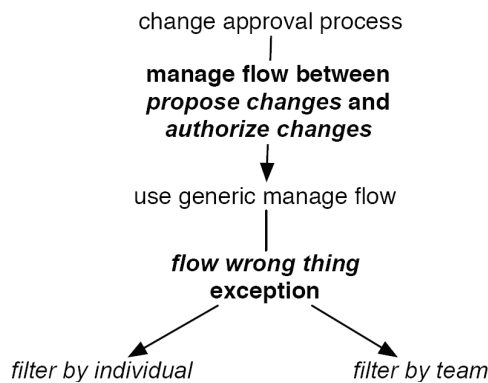 change approval process
manage flow between
propose changes and
authorize changes
use generic manage flow
flow wrong thing
exception
filter by individual
filter by team